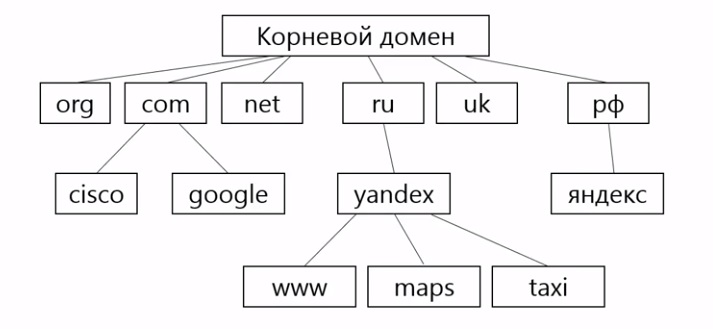 Корневой домен
org com net ru uk рф
cisco google yandex яндекс
www maps taxi